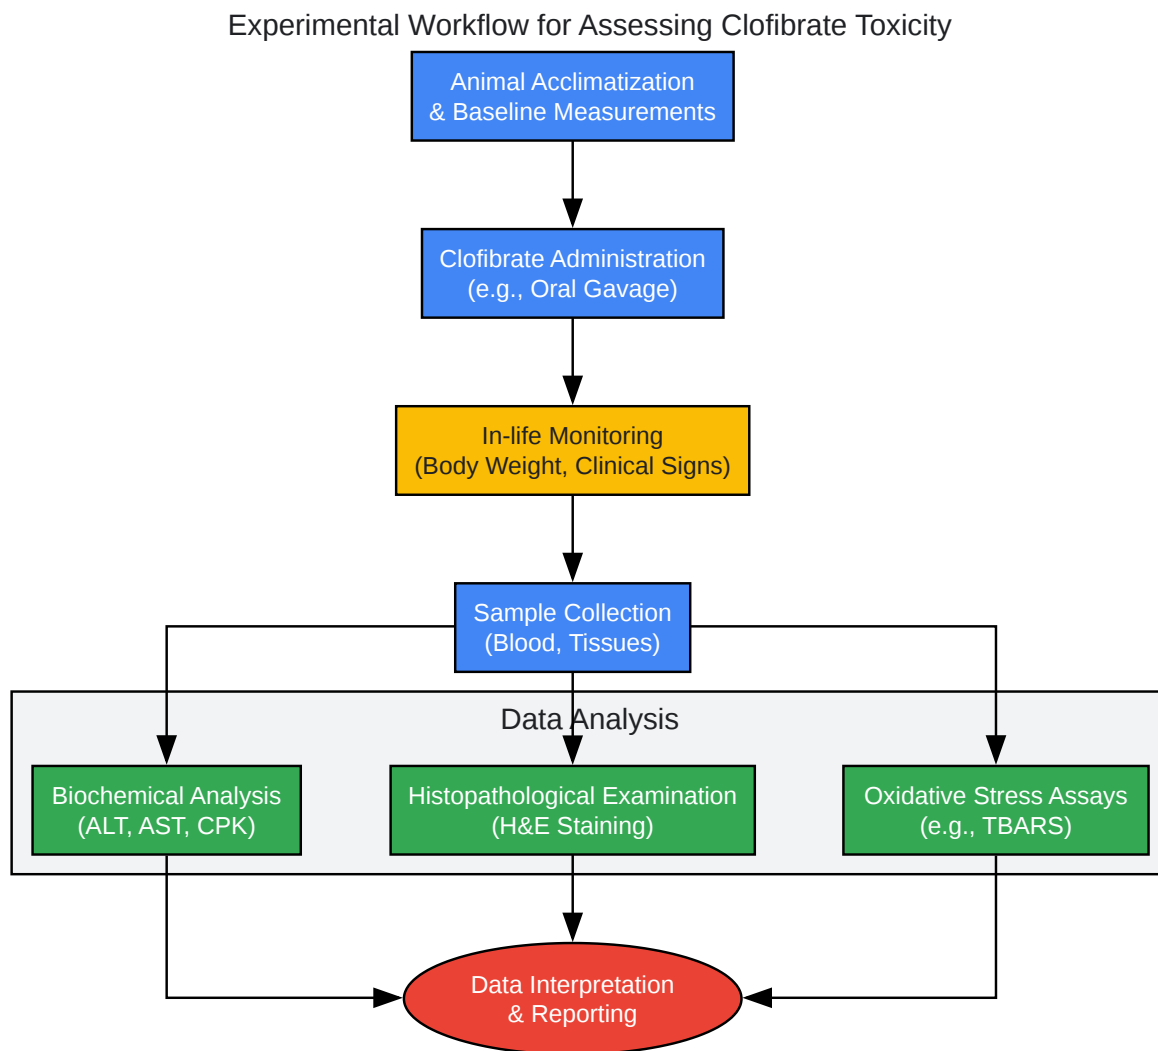 Experimental Workflow for Assessing Clofibrate Toxicity
Animal Acclimatization
& Baseline Measurements
Clofibrate Administration
(e.g., Oral Gavage)
In-life Monitoring
(Body Weight, Clinical Signs)
Sample Collection
(Blood, Tissues)
Data Analysis
Biochemical Analysis
(ALT, AST, CPK)
Histopathological Examination
(H&E Staining)
Oxidative Stress Assays
(e.g., TBARS)
Data Interpretation
& Reporting